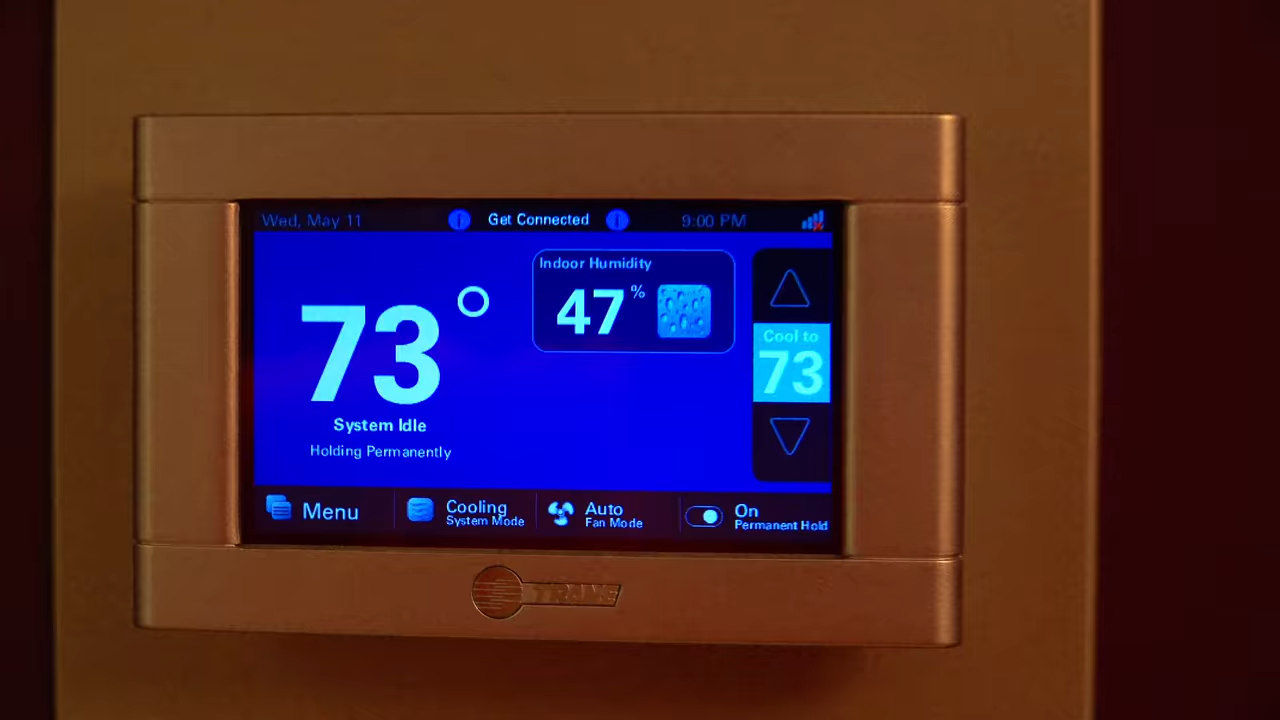 Wed, May 11
Get Connected
9:00 PM
Indoor Humidity
47%
73°
System Idle
Holding Permanently
Cool to
73
Menu
Cooling
System Mode
Auto
Fan Mode
On
Permanent Hold
TRANE